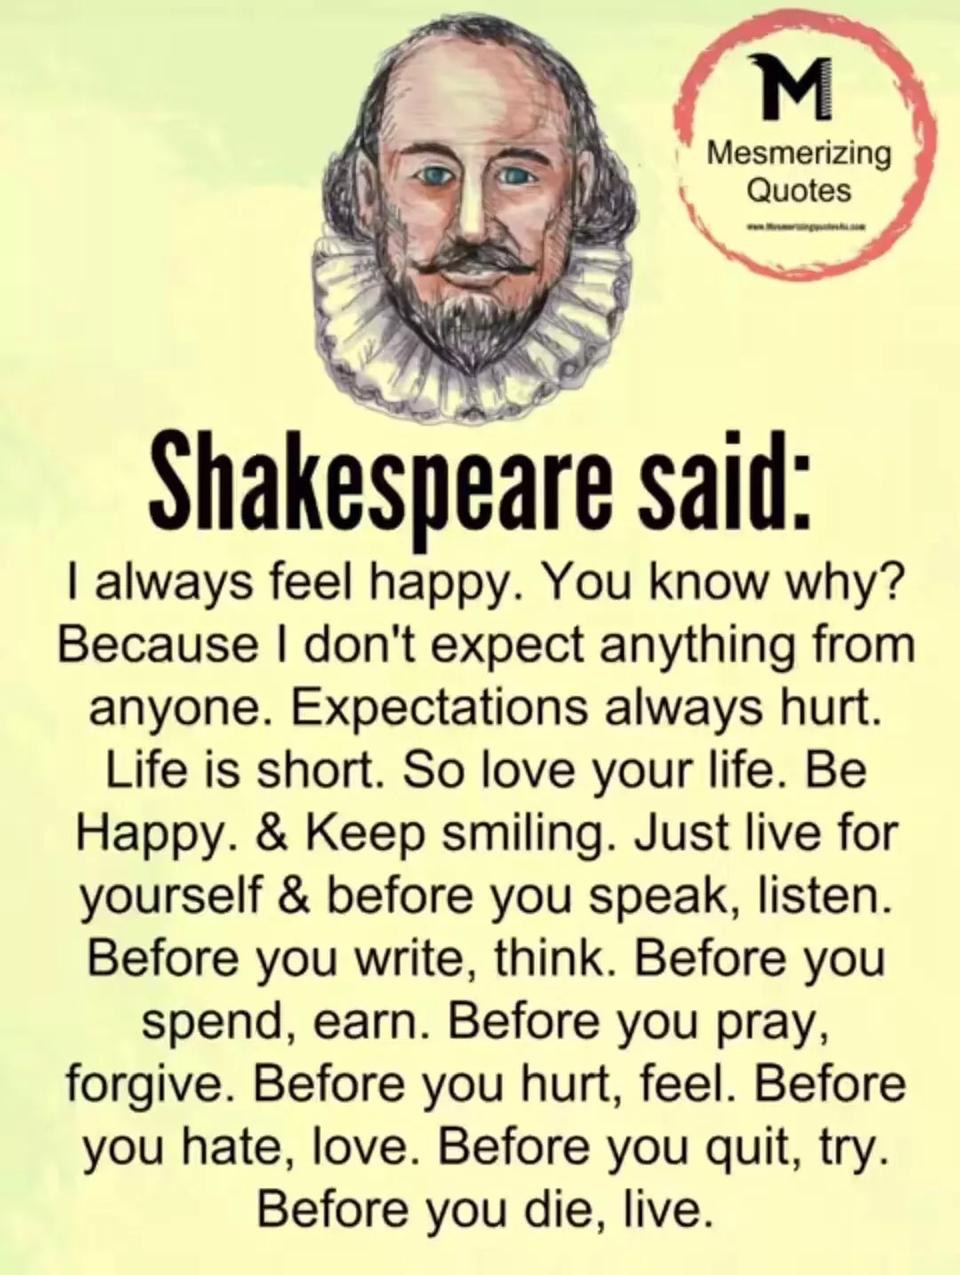 M
Mesmerizing
Quotes
Shakespeare said:
I always feel happy. You know why?
Because I don't expect anything from
anyone. Expectations always hurt.
Life is short. So love your life. Be
Happy. & Keep smiling. Just live for
yourself & before you speak, listen.
Before you write, think. Before you
spend, earn. Before you pray,
forgive. Before you hurt, feel. Before
you hate, love. Before you quit, try.
Before you die, live.